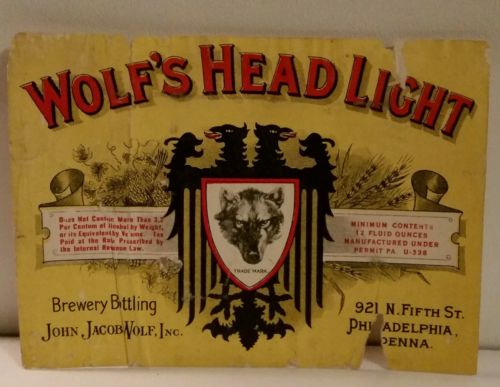 WOLF'S HEAD LIGHT
Does Not Contain More Than 3.2
Per Centum of Alcohol by Weight,
or its Equivalent by Volume. Tax
Paid at the Rate Prescribed by
the Internal Revenue Law.
TRADE MARK
MINIMUM CONTENTS
12 FLUID OUNCES
MANUFACTURED UNDER
PERMIT PA U-338
Brewery Bottling
JOHN JACOB WOLF, INC.
921 N. FIFTH ST.
PHILADELPHIA,
PENNA.